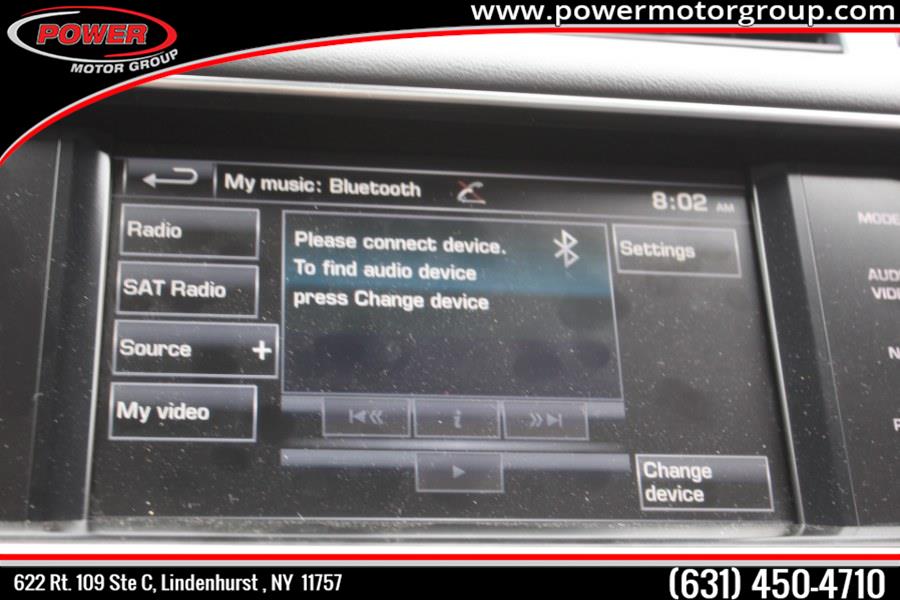 www.powermotorgroup.com
POWER
MOTOR GROUP
My music: Bluetooth
8:02 AM
Radio
SAT Radio
Source +
My video
Please connect device.
To find audio device
press Change device
Settings
i
Change
device
MODE
622 Rt. 109 Ste C, Lindenhurst , NY 11757
(631) 450-4710